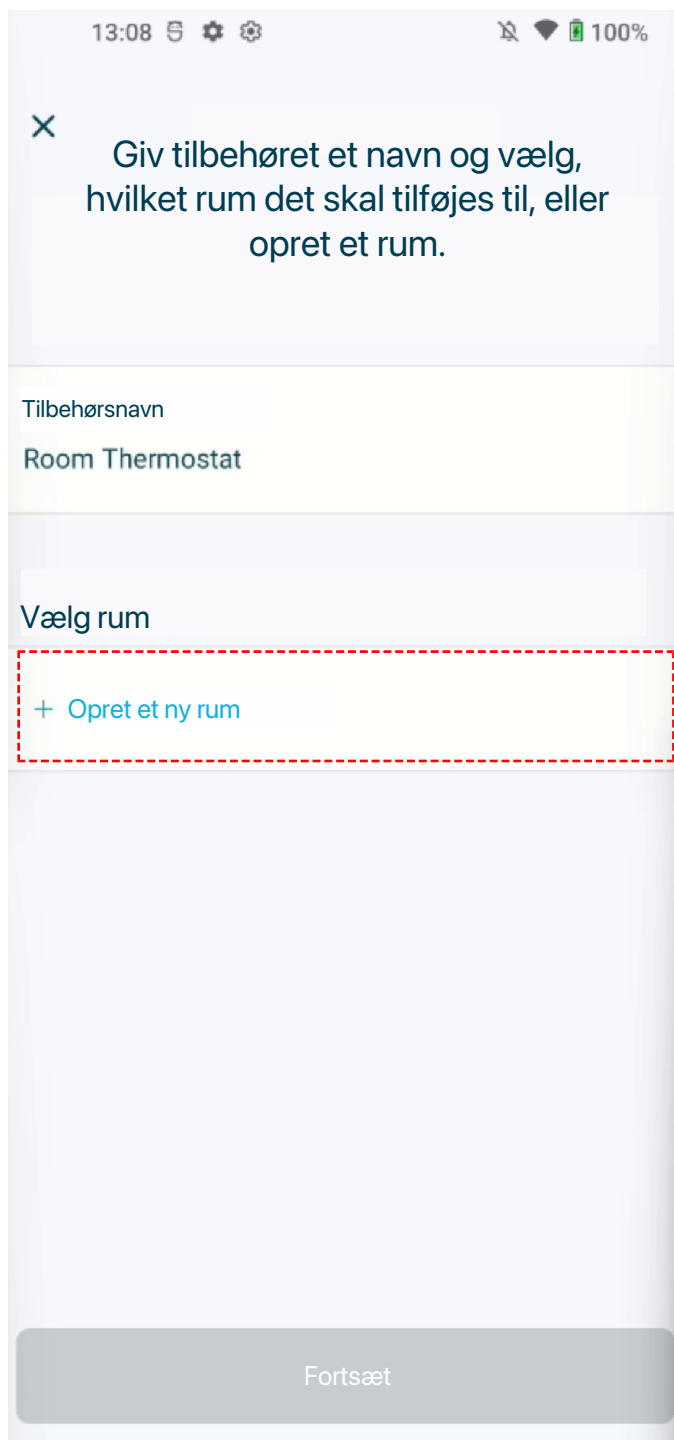 13:08 100%
Giv tilbehøret et navn og vælg,
hvilket rum det skal tilføjes til, eller
opret et rum.
Tilbehørsnavn
Room Thermostat
Vælg rum
+ Opret et ny rum
Fortsæt